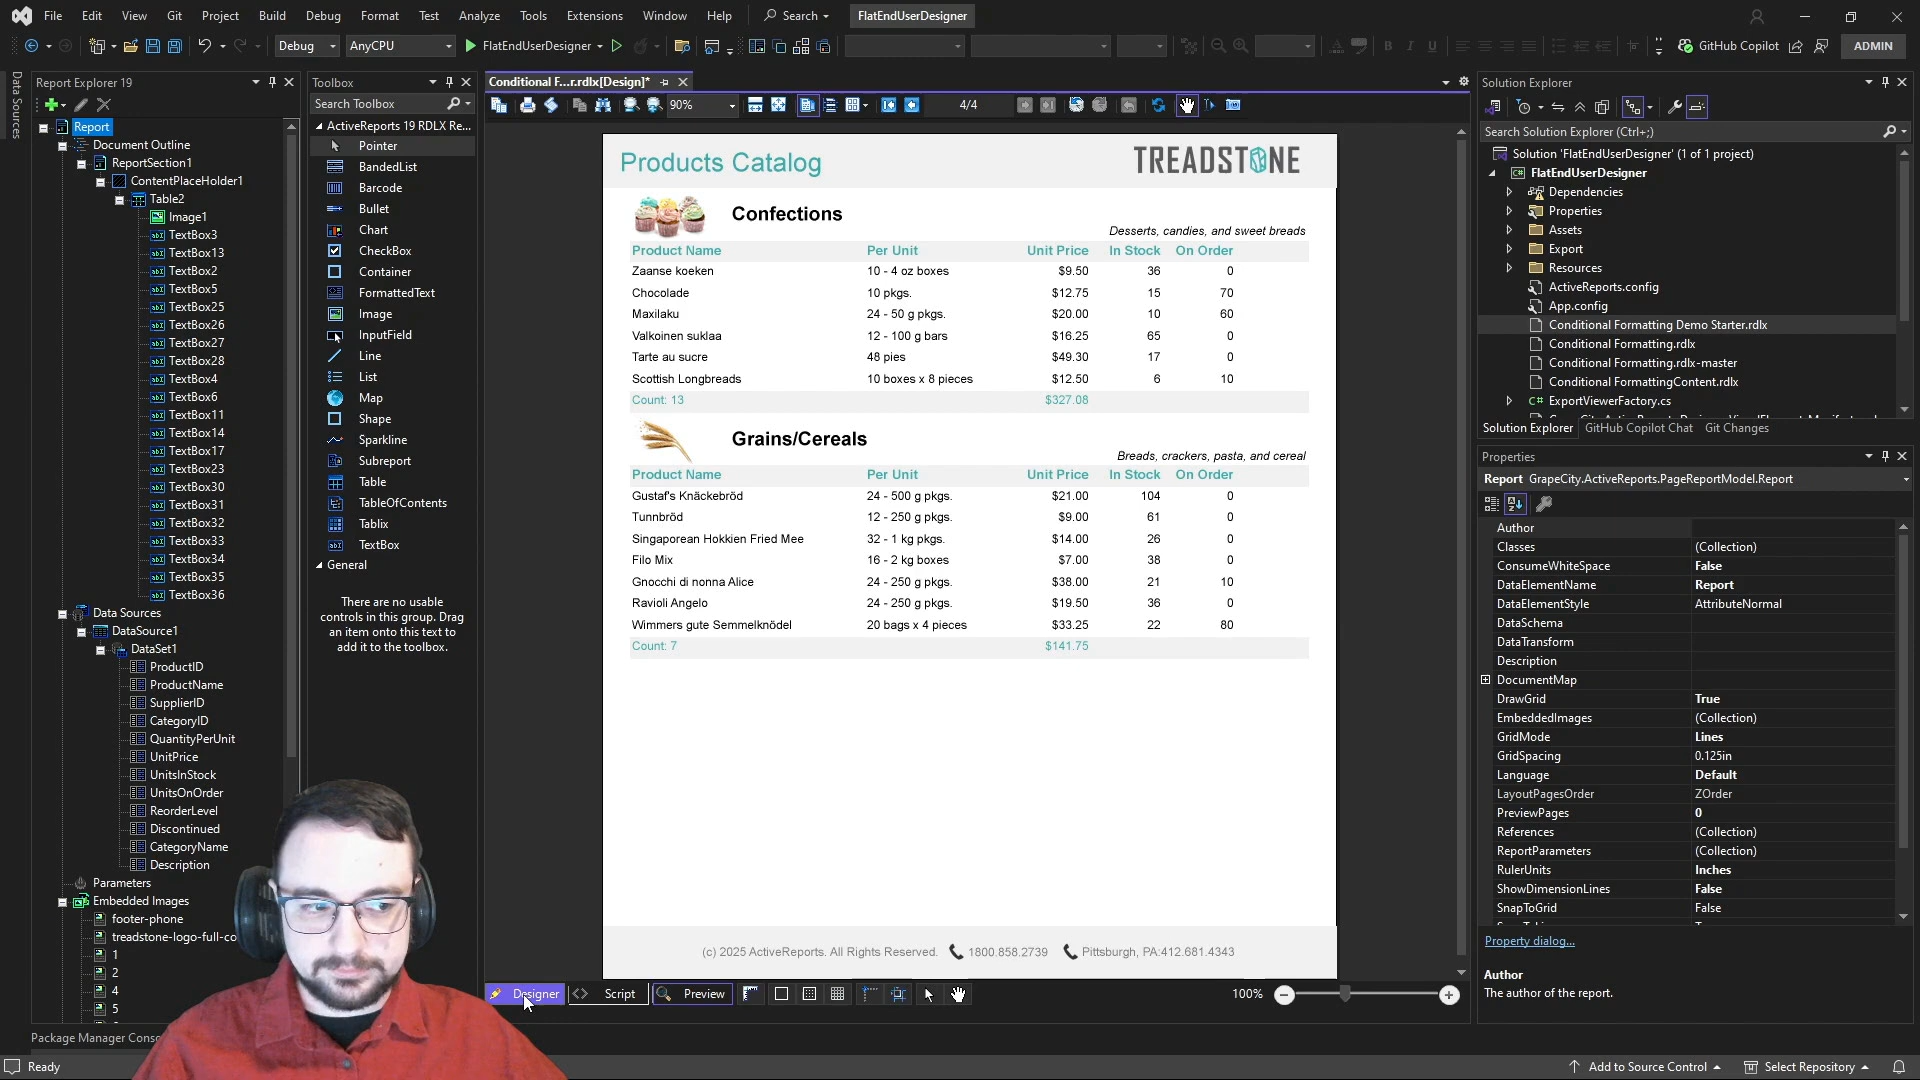 File Edit View Git Project Build Debug Format Test Analyze Tools Extensions Window Help Search FlatEndUserDesigner
Debug AnyCPU FlatEndUserDesigner GitHub Copilot ADMIN
Data Sources
Report Explorer 19
Report
Document Outline
ReportSection1
ContentPlaceHolder1
Table2
Image1
TextBox3
TextBox13
TextBox2
TextBox5
TextBox25
TextBox26
TextBox27
TextBox28
TextBox4
TextBox6
TextBox11
TextBox14
TextBox17
TextBox23
TextBox30
TextBox31
TextBox32
TextBox33
TextBox34
TextBox35
TextBox36
Data Sources
DataSource1
DataSet1
ProductID
ProductName
SupplierID
CategoryID
QuantityPerUnit
UnitPrice
UnitsInStock
UnitsOnOrder
ReorderLevel
Discontinued
CategoryName
Description
Parameters
Embedded Images
footer-phone
treadstone-logo-full-co
1
2
4
5
Package Manager Conso
Toolbox
Search Toolbox
ActiveReports 19 RDLX Re...
Pointer
BandedList
Barcode
Bullet
Chart
CheckBox
Container
FormattedText
Image
InputField
Line
List
Map
Shape
Sparkline
Subreport
Table
TableOfContents
Tablix
TextBox
General
There are no usable
controls in this group. Drag
an item onto this text to
add it to the toolbox.
Conditional F...r.rdlx[Design]*
90% 4/4
Products Catalog TREADSTONE
Confections
Desserts, candies, and sweet breads
Product Name Per Unit Unit Price In Stock On Order
Zaanse koeken 10 - 4 oz boxes $9.50 36 0
Chocolade 10 pkgs. $12.75 15 70
Maxilaku 24 - 50 g pkgs. $20.00 10 60
Valkoinen suklaa 12 - 100 g bars $16.25 65 0
Tarte au sucre 48 pies $49.30 17 0
Scottish Longbreads 10 boxes x 8 pieces $12.50 6 10
Count: 13 $327.08
Grains/Cereals
Breads, crackers, pasta, and cereal
Product Name Per Unit Unit Price In Stock On Order
Gustaf's Knäckebröd 24 - 500 g pkgs. $21.00 104 0
Tunnbröd 12 - 250 g pkgs. $9.00 61 0
Singaporean Hokkien Fried Mee 32 - 1 kg pkgs. $14.00 26 0
Filo Mix 16 - 2 kg boxes $7.00 38 0
Gnocchi di nonna Alice 24 - 250 g pkgs. $38.00 21 10
Ravioli Angelo 24 - 250 g pkgs. $19.50 36 0
Wimmers gute Semmelknödel 20 bags x 4 pieces $33.25 22 80
Count: 7 $141.75
(c) 2025 ActiveReports. All Rights Reserved. 1800.858.2739 Pittsburgh, PA:412.681.4343
Designer Script Preview 100%
Solution Explorer
Search Solution Explorer (Ctrl+;)
Solution 'FlatEndUserDesigner' (1 of 1 project)
FlatEndUserDesigner
Dependencies
Properties
Assets
Export
Resources
ActiveReports.config
App.config
Conditional Formatting Demo Starter.rdlx
Conditional Formatting.rdlx
Conditional Formatting.rdlx-master
Conditional FormattingContent.rdlx
C# ExportViewerFactory.cs
Solution Explorer GitHub Copilot Chat Git Changes
Properties
Report GrapeCity.ActiveReports.PageReportModel.Report
Author
Classes (Collection)
ConsumeWhiteSpace False
DataElementName Report
DataElementStyle AttributeNormal
DataSchema
DataTransform
Description
DocumentMap
DrawGrid True
EmbeddedImages (Collection)
GridMode Lines
GridSpacing 0.125in
Language Default
LayoutPagesOrder ZOrder
PreviewPages 0
References (Collection)
ReportParameters (Collection)
RulerUnits Inches
ShowDimensionLines False
SnapToGrid False
Property dialog...
Author
The author of the report.
Ready Add to Source Control Select Repository